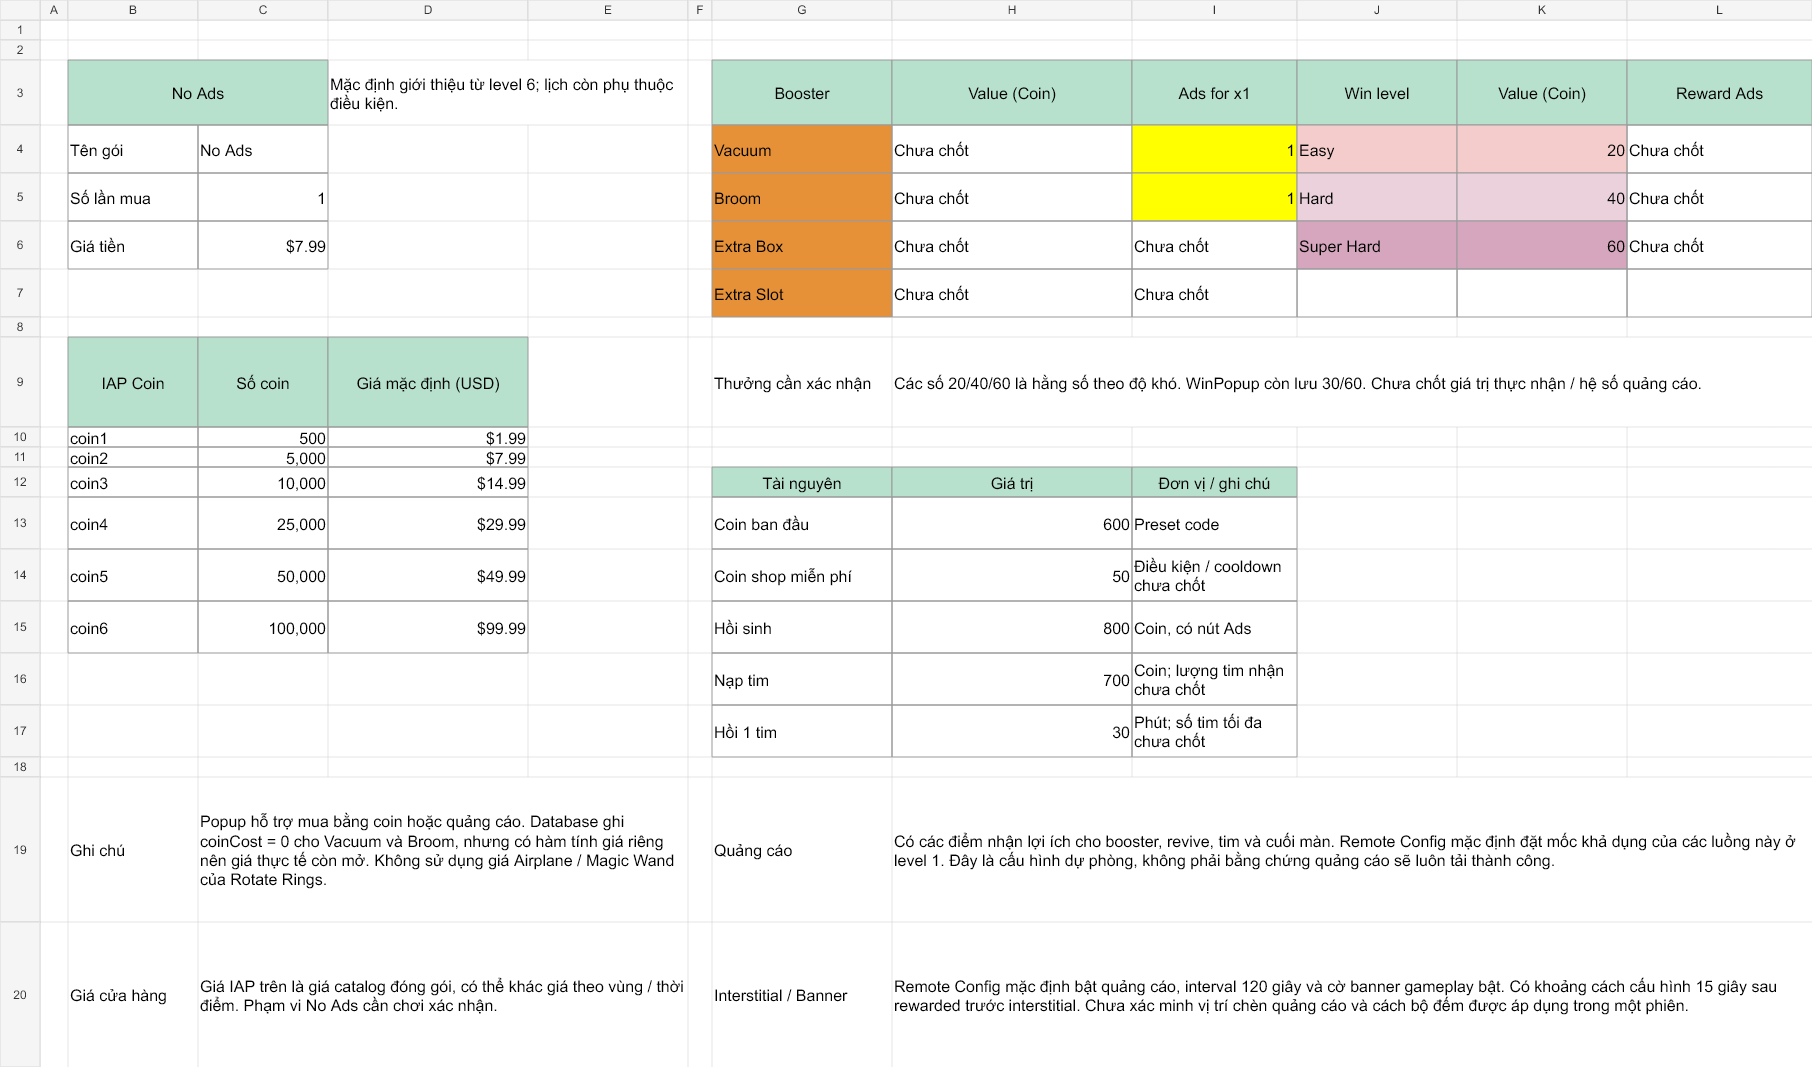 A B C D E F G H I J K L
1
2
3
No Ads
Mặc định giới thiệu từ level 6; lịch còn phụ thuộc
điều kiện.
Booster Value (Coin) Ads for x1 Win level Value (Coin) Reward Ads
4 Tên gói No Ads Vacuum Chưa chốt 1 Easy 20 Chưa chốt
5 Số lần mua 1 Broom Chưa chốt 1 Hard 40 Chưa chốt
6 Giá tiền $7.99 Extra Box Chưa chốt Chưa chốt Super Hard 60 Chưa chốt
7 Extra Slot Chưa chốt Chưa chốt
8
9 IAP Coin Số coin Giá mặc định (USD) Thưởng cần xác nhận Các số 20/40/60 là hằng số theo độ khó. WinPopup còn lưu 30/60. Chưa chốt giá trị thực nhận / hệ số quảng cáo.
10 coin1 500 $1.99
11 coin2 5,000 $7.99
12 coin3 10,000 $14.99 Tài nguyên Giá trị Đơn vị / ghi chú
13 coin4 25,000 $29.99 Coin ban đầu 600 Preset code
14 coin5 50,000 $49.99 Coin shop miễn phí 50 Điều kiện / cooldown
chưa chốt
15 coin6 100,000 $99.99 Hồi sinh 800 Coin, có nút Ads
16 Nạp tim 700 Coin; lượng tim nhận
chưa chốt
17 Hồi 1 tim 30 Phút; số tim tối đa
chưa chốt
18
19 Ghi chú
Popup hỗ trợ mua bằng coin hoặc quảng cáo. Database ghi
coinCost = 0 cho Vacuum và Broom, nhưng có hàm tính giá riêng
nên giá thực tế còn mở. Không sử dụng giá Airplane / Magic Wand
của Rotate Rings.
Quảng cáo
Có các điểm nhận lợi ích cho booster, revive, tim và cuối màn. Remote Config mặc định đặt mốc khả dụng của các luồng này ở
level 1. Đây là cấu hình dự phòng, không phải bằng chứng quảng cáo sẽ luôn tải thành công.
20 Giá cửa hàng
Giá IAP trên là giá catalog đóng gói, có thể khác giá theo vùng / thời
điểm. Phạm vi No Ads cần chơi xác nhận.
Interstitial / Banner
Remote Config mặc định bật quảng cáo, interval 120 giây và cờ banner gameplay bật. Có khoảng cách cấu hình 15 giây sau
rewarded trước interstitial. Chưa xác minh vị trí chèn quảng cáo và cách bộ đếm được áp dụng trong một phiên.